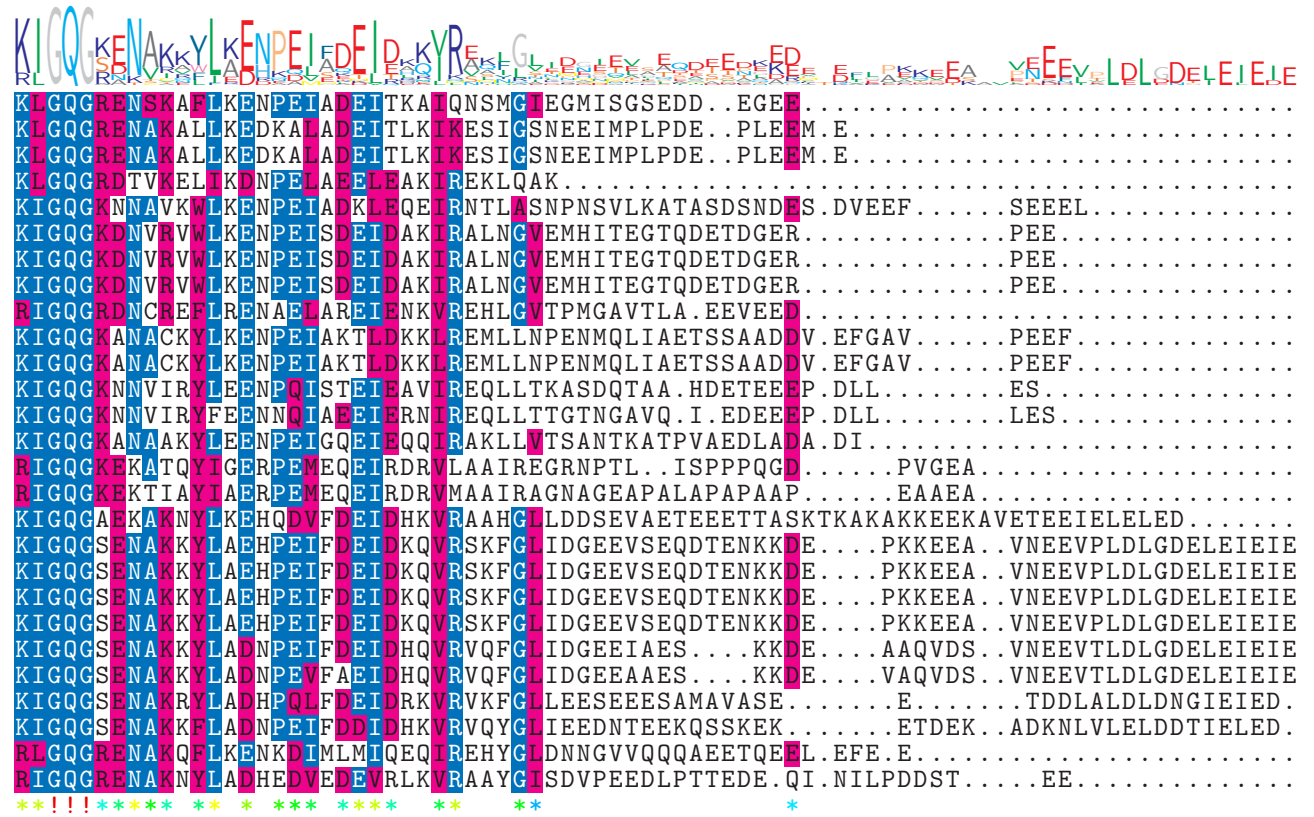 KLGQGRENSKAFLKENPEIADEITKAIQNSMGIEGMISGSEDD..EGEE...............................
KLGQGRENAKALLKEDKALADEITLKIKESIGSNEEIMPLPDE..PLEEM.E............................
KLGQGRENAKALLKEDKALADEITLKIKESIGSNEEIMPLPDE..PLEEM.E............................
KLGQGRDTVKELIKDNPELAEELEAKIREKLQAK..............................................
KIGQGKNNAVKWLKENPEIADKLEQEIRNTLASNPNSVLKATASDSNDES.DVEEF......SEEEL.............
KIGQGKDNVRVWLKENPEISDEIDAKIRALNGVEMHITEGTQDETDGER.............PEE...............
KIGQGKDNVRVWLKENPEISDEIDAKIRALNGVEMHITEGTQDETDGER.............PEE...............
KIGQGKDNVRVWLKENPEISDEIDAKIRALNGVEMHITEGTQDETDGER.............PEE...............
RIGQGRDNCREFLRENAELAREIENKVREHLGVTPMGAVTLA.EEVEED...............................
KIGQGKANACKYLKENPEIAKTLDKKLREMLLNPENMQLIAETSSAADDV.EFGAV......PEEF..............
KIGQGKANACKYLKENPEIAKTLDKKLREMLLNPENMQLIAETSSAADDV.EFGAV......PEEF..............
KIGQGKNNVIRYLEENPQISTEIEAVIREQLLTKASDQTAA.HDETEEEP.DLL........ES................
KIGQGKNNVIRYFEENNQIAEEIERNIREQLLTTGTNGAVQ.I.EDEEEP.DLL........LES...............
KIGQGKANAAKYLEENPEIGQEIEQQIRAKLLVTSANTKATPVAEDLADA.DI...........................
RIGQGKEKATQYIGERPEMEQEIRDRVLAAIREGRNPTL..ISPPPQGD......PVGEA....................
RIGQGKEKTIAYIAERPEMEQEIRDRVMAAIRAGNAGEAPALAPAPAAP......EAAEA....................
KIGQGAEKAKNYLKEHQDVFDEIDHKVRAAHGLLDDSEVAETEEETTASKTKAKAKKEEKAVETEEIELELED.......
KIGQGSENAKKYLAEHPEIFDEIDKQVRSKFGLIDGEEVSEQDTENKKDE....PKKEEA..VNEEVPLDLGDELEIEIE
KIGQGSENAKKYLAEHPEIFDEIDKQVRSKFGLIDGEEVSEQDTENKKDE....PKKEEA..VNEEVPLDLGDELEIEIE
KIGQGSENAKKYLAEHPEIFDEIDKQVRSKFGLIDGEEVSEQDTENKKDE....PKKEEA..VNEEVPLDLGDELEIEIE
KIGQGSENAKKYLAEHPEIFDEIDKQVRSKFGLIDGEEVSEQDTENKKDE....PKKEEA..VNEEVPLDLGDELEIEIE
KIGQGSENAKKYLADNPEIFDEIDHQVRVQFGLIDGEEIAES....KKDE....AAQVDS..VNEEVTLDLGDELEIEIE
KIGQGSENAKKYLADNPEVFAEIDHQVRVQFGLIDGEEAAES....KKDE....VAQVDS..VNEEVTLDLGDELEIEIE
KIGQGSENAKRYLADHPQLFDEIDRKVRVKFGLLEESEEESAMAVASE.......E.......TDDLALDLDNGIEIED.
KIGQGSENAKKFLADNPEIFDDIDHKVRVQYGLIEEDNTEEKQSSKEK.......ETDEK..ADKNLVLELDDTIELED.
RLGQGRENAKQFLKENKDIMLMIQEQIREHYGLDNNGVVQQQAEETQEEL.EFE.E........................
RIGQGRENAKNYLADHEDVEDEVRLKVRAAYGISDVPEEDLPTTEDE.QI.NILPDDST.....EE..............
**!!!***** ** * *** **** ** ** *